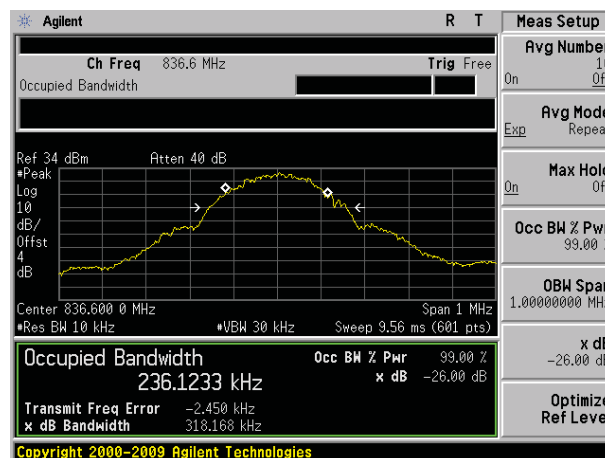 Agilent R T
Ch Freq 836.6 MHz Trig Free
Occupied Bandwidth
Ref 34 dBm Atten 40 dB
#Peak
Log
10
dB/
Offst
4
dB
Center 836.600 0 MHz Span 1 MHz
#Res BW 10 kHz #VBW 30 kHz Sweep 9.56 ms (601 pts)
Occupied Bandwidth Occ BW % Pwr 99.00 %
236.1233 kHz x dB -26.00 dB
Transmit Freq Error -2.450 kHz
x dB Bandwidth 318.168 kHz
Copyright 2000-2009 Agilent Technologies
Meas Setup
Avg Number
On
Avg Mode
Exp
Max Hold
On
Occ BW % Pwr
99.00
OBW Span
1.00000000
x dB
-26.00
Optimize
Ref Level